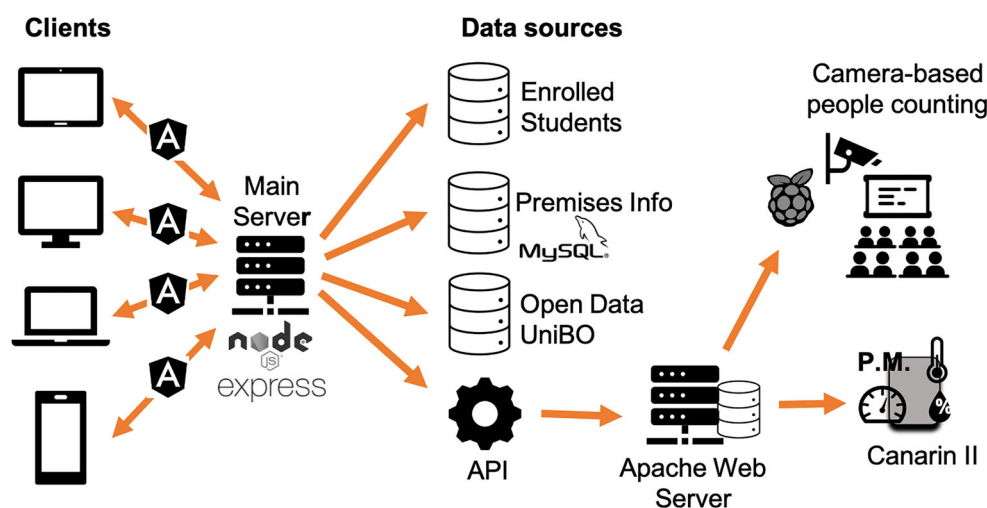 Clients
Data sources
Camera-based
people counting
Enrolled
Students
A
A
A
A
Main
Server
Premises Info
MySQL®
node
JS
express
Open Data
UniBO
API
Apache Web
Server
P.M.
%
Canarin II